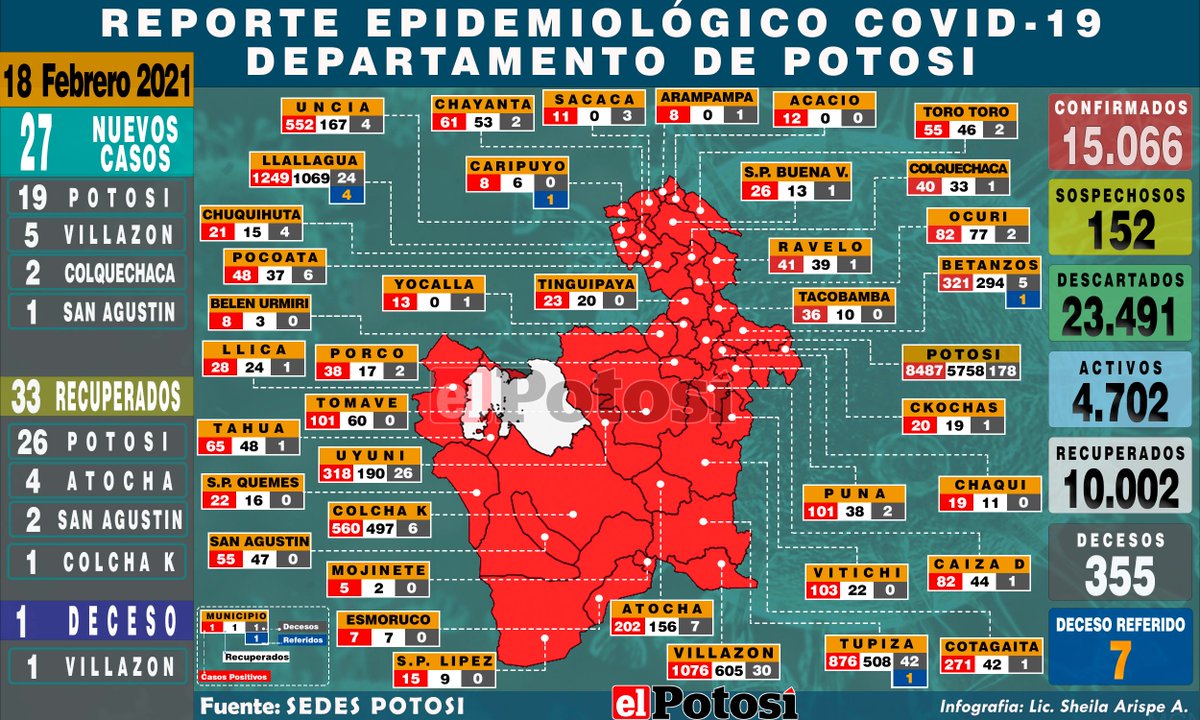 REPORTE EPIDEMIOLÓGICO COVID-19
DEPARTAMENTO DE POTOSI
18 Febrero 2021
27 NUEVOS CASOS
19 POTOSI
5 VILLAZON
2 COLQUECHACA
1 SAN AGUSTIN
33 RECUPERADOS
26 POTOSI
4 ATOCHA
2 SAN AGUSTIN
1 COLCHA K
1 DECESO
1 VILLAZON
UNCIA
552 167 4
CHAYANTA
61 53 2
SACACA
11 0 3
ARAMPAMPA
8 0 1
ACACIO
12 0 0
TORO TORO
55 46 2
LLALLAGUA
1249 1069 24
4
CARIPUYO
8 6 0
1
S.P. BUENA V.
26 13 1
COLQUECHACA
40 33 1
CHUQUIHUTA
21 15 4
OCURI
82 77 2
POCOATA
48 37 6
RAVELO
41 39 1
BETANZOS
321 294 5
1
YOCALLA
13 0 1
TINGUIPAYA
23 20 0
TACOBAMBA
36 10 0
BELEN URMIRI
8 3 0
LLICA
28 24 1
PORCO
38 17 2
POTOSI
8487 5758 178
el Potosí
TOMAVE
101 60 0
CKOCHAS
20 19 1
TAHUA
65 48 1
UYUNI
318 190 26
S.P. QUEMES
22 16 0
PUNA
101 38 2
CHAQUI
19 11 0
COLCHA K
560 497 6
SAN AGUSTIN
55 47 0
MOJINETE
5 2 0
VITICHI
103 22 0
CAIZA D
82 44 1
ESMORUCO
7 7 0
ATOCHA
202 156 7
S.P. LIPEZ
15 9 0
VILLAZON
1076 605 30
TUPIZA
876 508 42
1
COTAGAITA
271 42 1
MUNICIPIO
1 1 1 Decesos
1 Referidos
Recuperados
Casos Positivos
CONFIRMADOS
15.066
SOSPECHOSOS
152
DESCARTADOS
23.491
ACTIVOS
4.702
RECUPERADOS
10.002
DECESOS
355
DECESO REFERIDO
7
Fuente: SEDES POTOSI
el Potosí
Infografia: Lic. Sheila Arispe A.